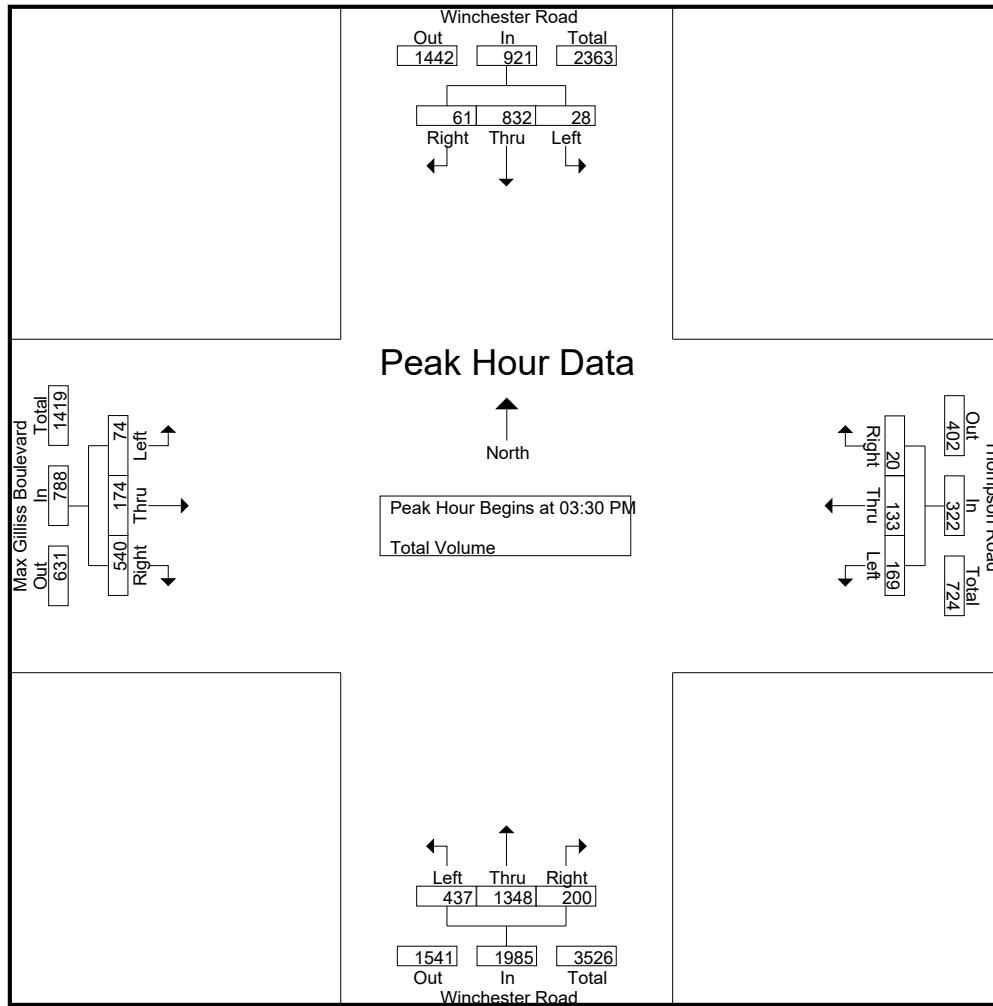 Winchester Road
Out In Total
1442 921 2363
61 832 28
Right Thru Left
Peak Hour Data
North
Peak Hour Begins at 03:30 PM
Total Volume
Max Gilliss Boulevard
Out In Total
631 788 1419
540 174 74
Right Thru Left
Thompson Road
Out In Total
402 322 724
20 133 169
Right Thru Left
Left Thru Right
437 1348 200
1541 1985 3526
Out In Total
Winchester Road